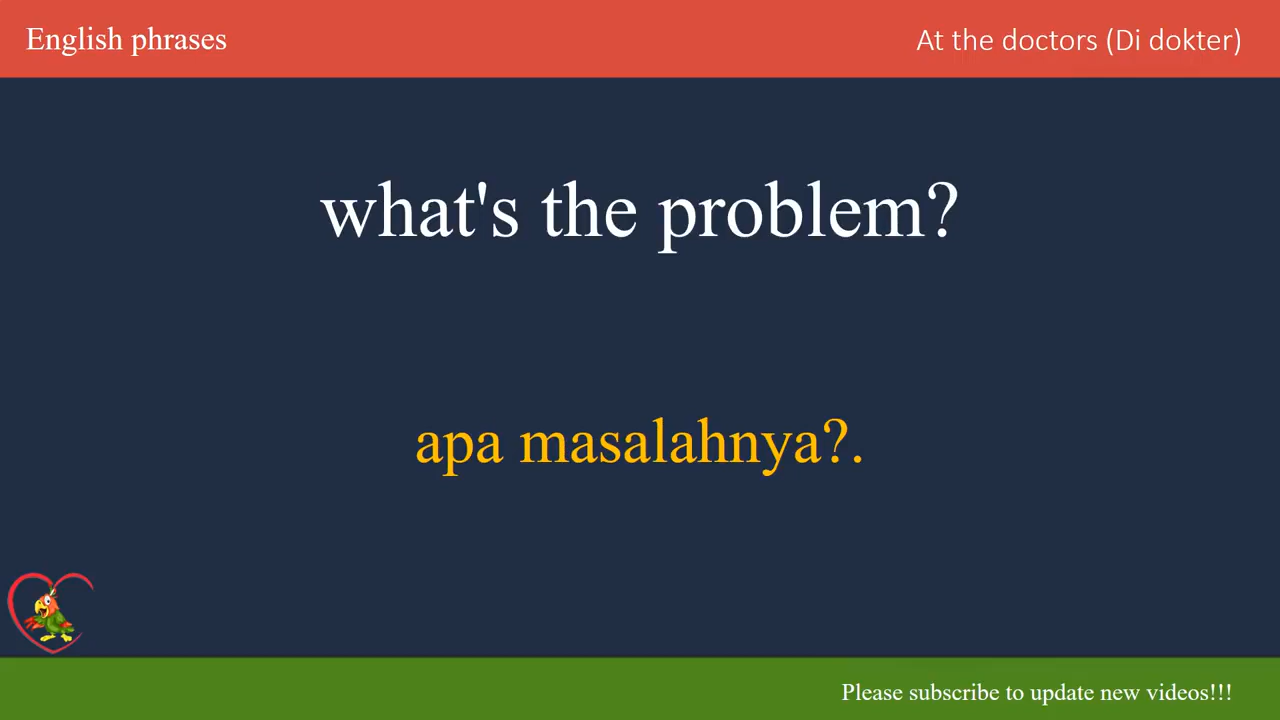 English phrases
At the doctors (Di dokter)
what's the problem?
apa masalahnya?.
Please subscribe to update new videos!!!